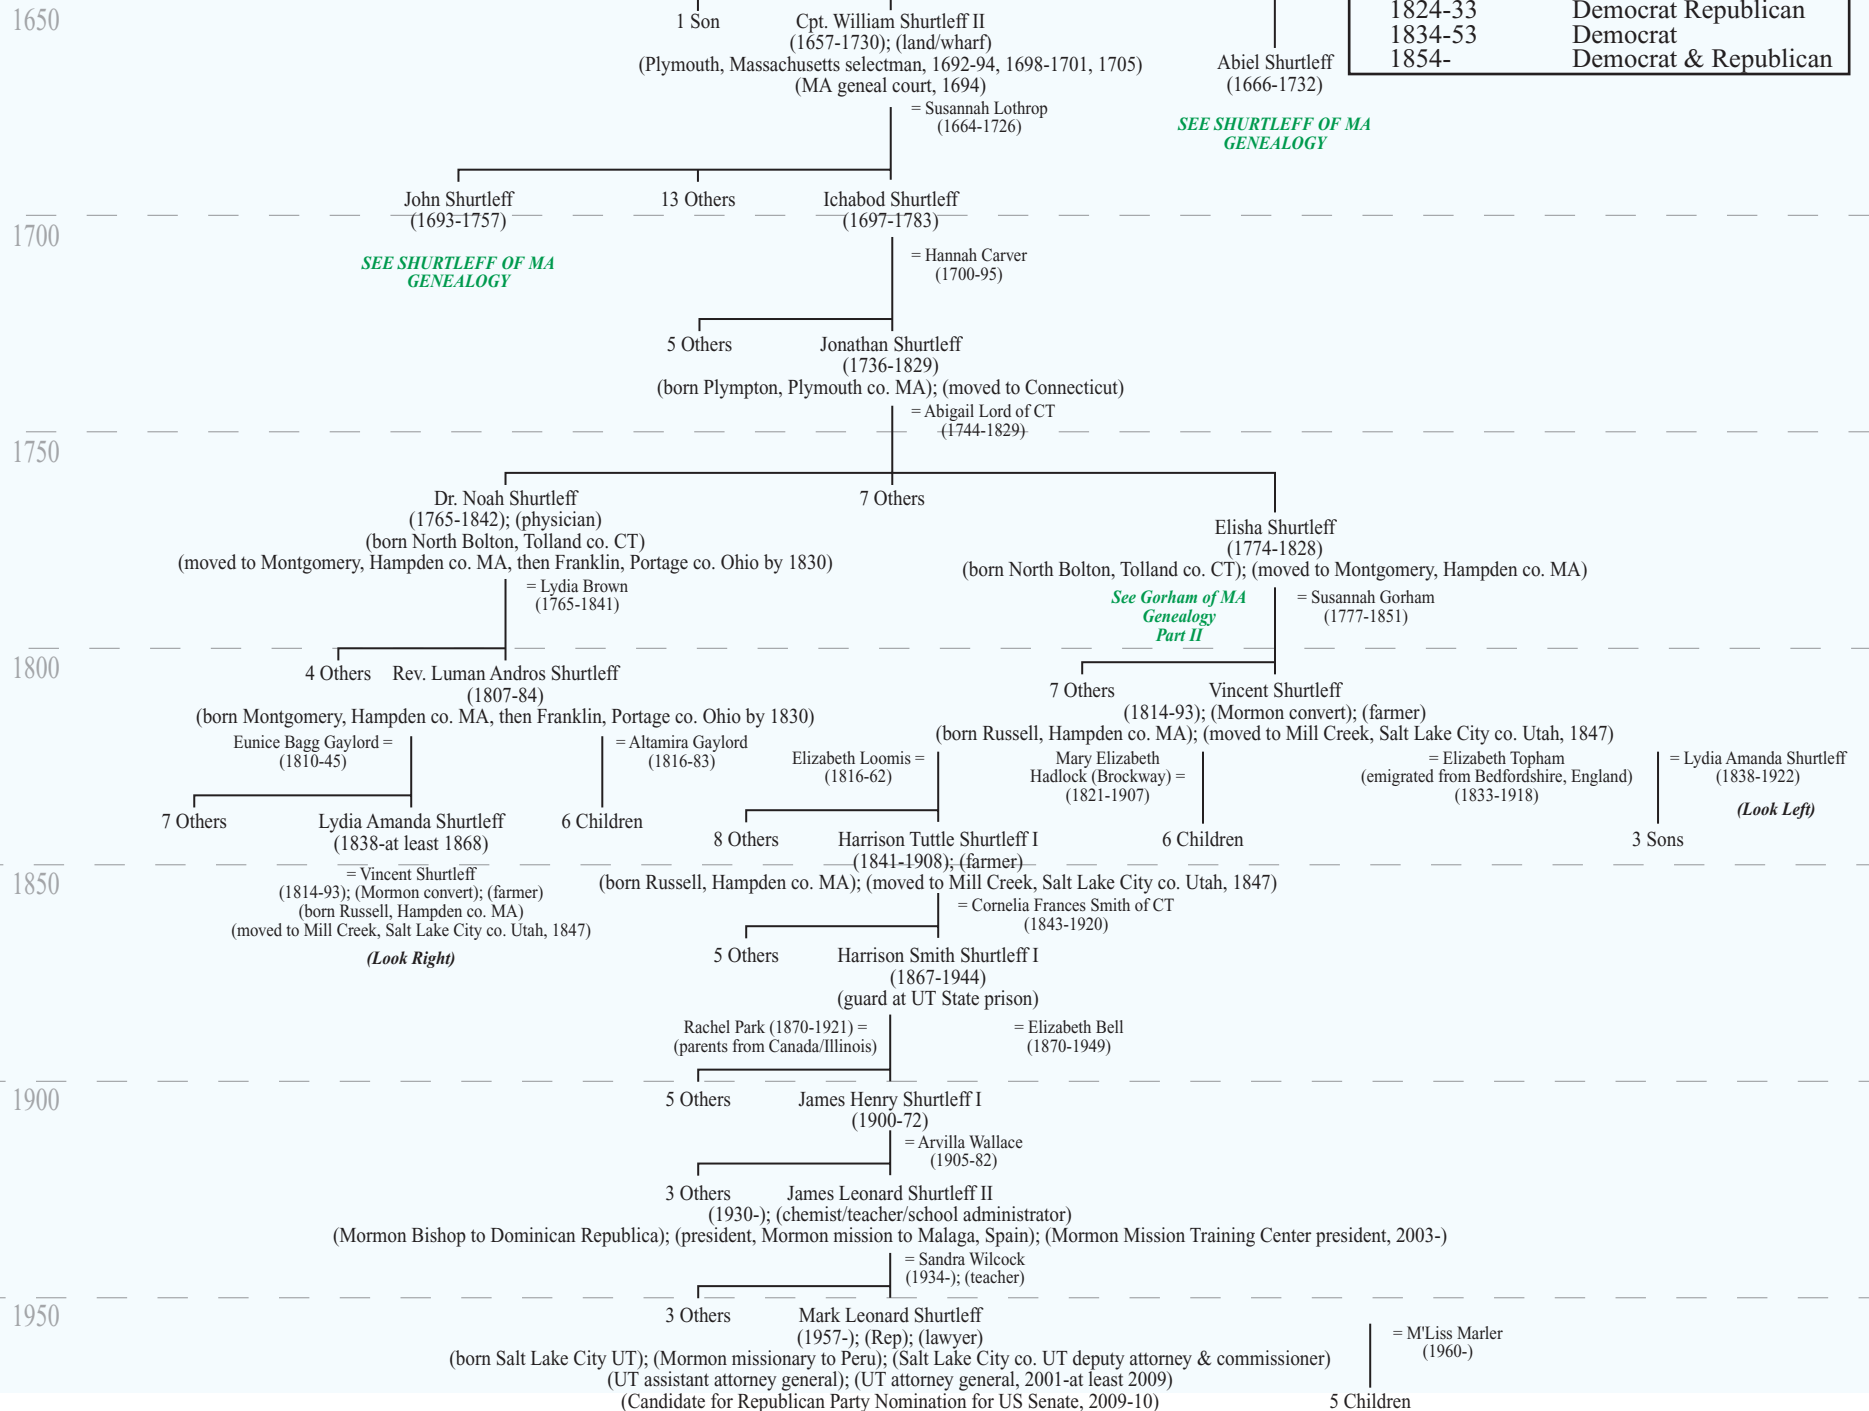 1650
1 Son
Cpt. William Shurtleff II
(1657-1730); (land/wharf)
(Plymouth, Massachusetts selectman, 1692-94, 1698-1701, 1705)
(MA geneal court, 1694)
= Susannah Lothrop
(1664-1726)
Abiel Shurtleff
(1666-1732)
SEE SHURTLEFF OF MA
GENEALOGY
1824-33 Democrat Republican
1834-53 Democrat
1854- Democrat & Republican
John Shurtleff
(1693-1757)
13 Others
Ichabod Shurtleff
(1697-1783)
1700
SEE SHURTLEFF OF MA
GENEALOGY
= Hannah Carver
(1700-95)
5 Others
Jonathan Shurtleff
(1736-1829)
(born Plympton, Plymouth co. MA); (moved to Connecticut)
= Abigail Lord of CT
(1744-1829)
1750
Dr. Noah Shurtleff
(1765-1842); (physician)
(born North Bolton, Tolland co. CT)
(moved to Montgomery, Hampden co. MA, then Franklin, Portage co. Ohio by 1830)
= Lydia Brown
(1765-1841)
7 Others
Elisha Shurtleff
(1774-1828)
(born North Bolton, Tolland co. CT); (moved to Montgomery, Hampden co. MA)
See Gorham of MA
Genealogy
Part II
= Susannah Gorham
(1777-1851)
1800
4 Others
Rev. Luman Andros Shurtleff
(1807-84)
(born Montgomery, Hampden co. MA, then Franklin, Portage co. Ohio by 1830)
7 Others
Vincent Shurtleff
(1814-93); (Mormon convert); (farmer)
(born Russell, Hampden co. MA); (moved to Mill Creek, Salt Lake City co. Utah, 1847)
Eunice Bagg Gaylord =
(1810-45)
= Altamira Gaylord
(1816-83)
Elizabeth Loomis =
(1816-62)
Mary Elizabeth
Hadlock (Brockway) =
(1821-1907)
= Elizabeth Topham
(emigrated from Bedfordshire, England)
(1833-1918)
= Lydia Amanda Shurtleff
(1838-1922)
(Look Left)
7 Others
Lydia Amanda Shurtleff
(1838-at least 1868)
6 Children
8 Others
Harrison Tuttle Shurtleff I
(1841-1908); (farmer)
(born Russell, Hampden co. MA); (moved to Mill Creek, Salt Lake City co. Utah, 1847)
6 Children
3 Sons
1850
= Vincent Shurtleff
(1814-93); (Mormon convert); (farmer)
(born Russell, Hampden co. MA)
(moved to Mill Creek, Salt Lake City co. Utah, 1847)
(Look Right)
= Cornelia Frances Smith of CT
(1843-1920)
5 Others
Harrison Smith Shurtleff I
(1867-1944)
(guard at UT State prison)
Rachel Park (1870-1921) =
(parents from Canada/Illinois)
= Elizabeth Bell
(1870-1949)
1900
5 Others
James Henry Shurtleff I
(1900-72)
= Arvilla Wallace
(1905-82)
3 Others
James Leonard Shurtleff II
(1930-); (chemist/teacher/school administrator)
(Mormon Bishop to Dominican Republica); (president, Mormon mission to Malaga, Spain); (Mormon Mission Training Center president, 2003-)
= Sandra Wilcock
(1934-); (teacher)
1950
3 Others
Mark Leonard Shurtleff
(1957-); (Rep); (lawyer)
(born Salt Lake City UT); (Mormon missionary to Peru); (Salt Lake City co. UT deputy attorney & commissioner)
(UT assistant attorney general); (UT attorney general, 2001-at least 2009)
(Candidate for Republican Party Nomination for US Senate, 2009-10)
= M'Liss Marler
(1960-)
5 Children